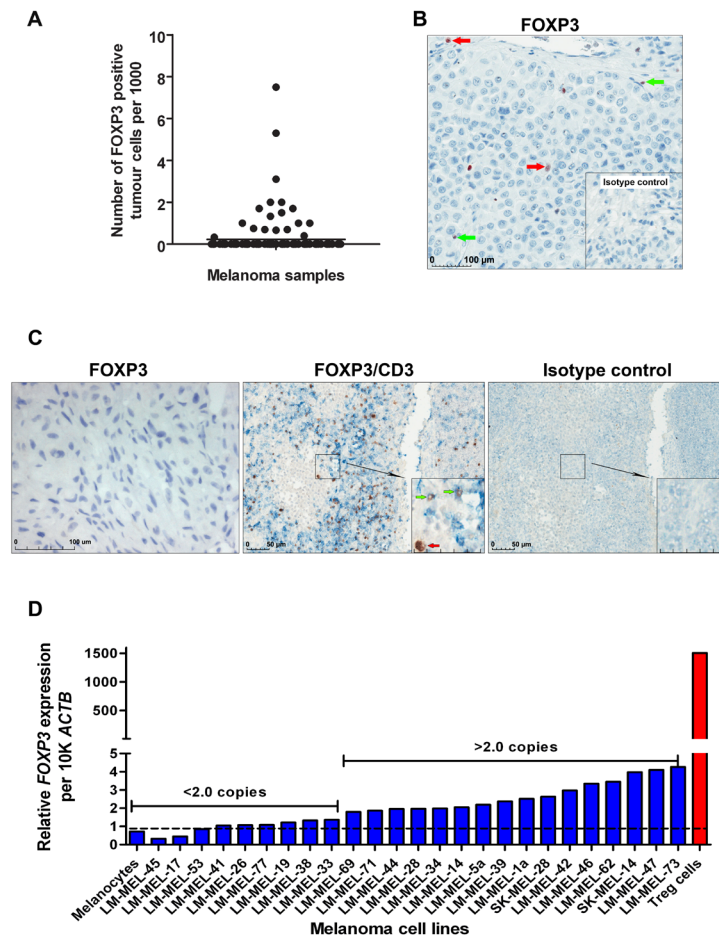 A
Number of FOXP3 positive
tumour cells per 1000
10
8
6
4
2
0
Melanoma samples
B
FOXP3
Isotype control
0 100 µm
C
FOXP3
FOXP3/CD3
Isotype control
0 100 um
0 50 µm
0 50 µm
D
Relative FOXP3 expression
per 10K ACTB
1500
1000
500
5
4
3
2
1
0
<2.0 copies
>2.0 copies
Melanocytes
LM-MEL-45
LM-MEL-17
LM-MEL-53
LM-MEL-41
LM-MEL-26
LM-MEL-77
LM-MEL-19
LM-MEL-38
LM-MEL-33
LM-MEL-69
LM-MEL-71
LM-MEL-44
LM-MEL-28
LM-MEL-34
LM-MEL-14
LM-MEL-5a
LM-MEL-39
LM-MEL-1a
SK-MEL-28
LM-MEL-42
LM-MEL-46
LM-MEL-62
SK-MEL-14
LM-MEL-47
LM-MEL-73
Treg cells
Melanoma cell lines